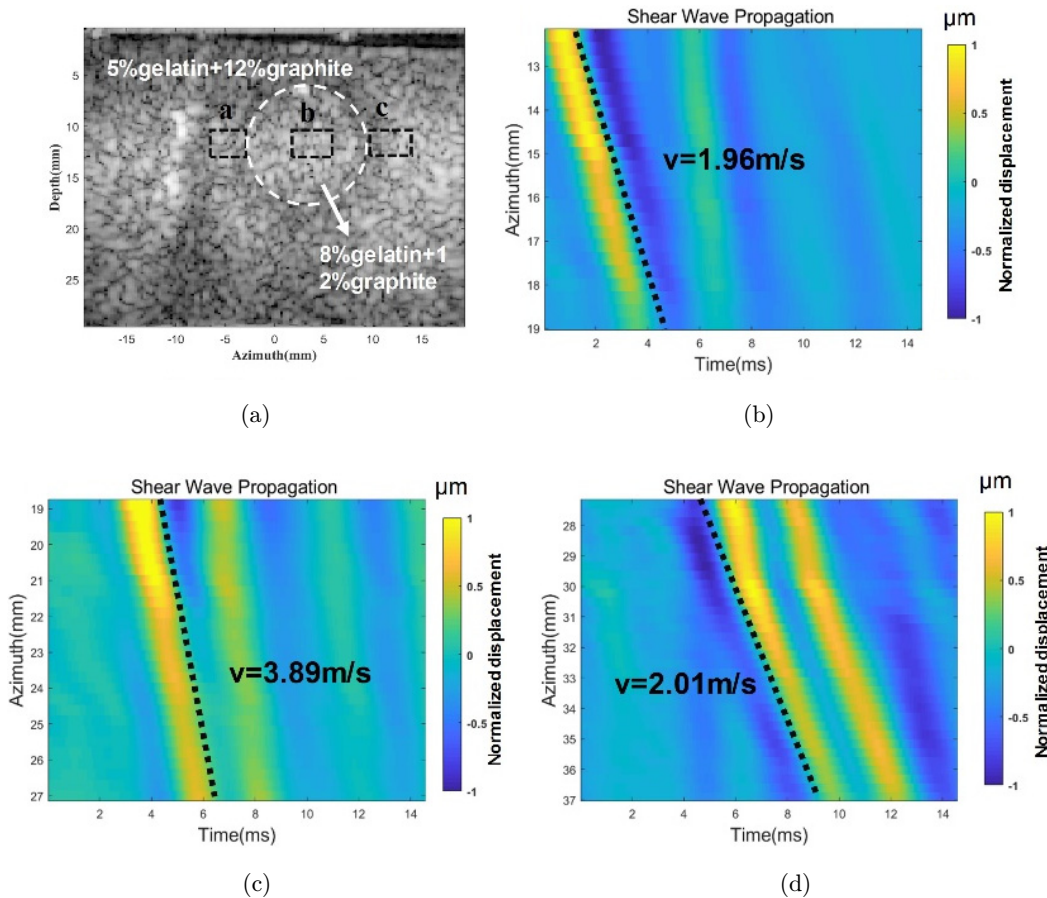 5%gelatin+12%graphite
a
b
c
8%gelatin+1
2%graphite
Depth(mm)
5
10
15
20
25
-15
-10
-5
0
5
10
15
Azimuth(mm)
(a)
Shear Wave Propagation
µm
v=1.96m/s
Azimuth(mm)
13
14
15
16
17
18
19
2
4
6
8
10
12
14
Time(ms)
1
0.5
0
-0.5
-1
Normalized displacement
(b)
Shear Wave Propagation
µm
v=3.89m/s
Azimuth(mm)
19
20
21
22
23
24
25
26
27
2
4
6
8
10
12
14
Time(ms)
1
0.5
0
-0.5
-1
Normalized displacement
(c)
Shear Wave Propagation
µm
v=2.01m/s
Azimuth(mm)
28
29
30
31
32
33
34
35
36
37
2
4
6
8
10
12
14
Time(ms)
1
0.5
0
-0.5
-1
Normalized displacement
(d)